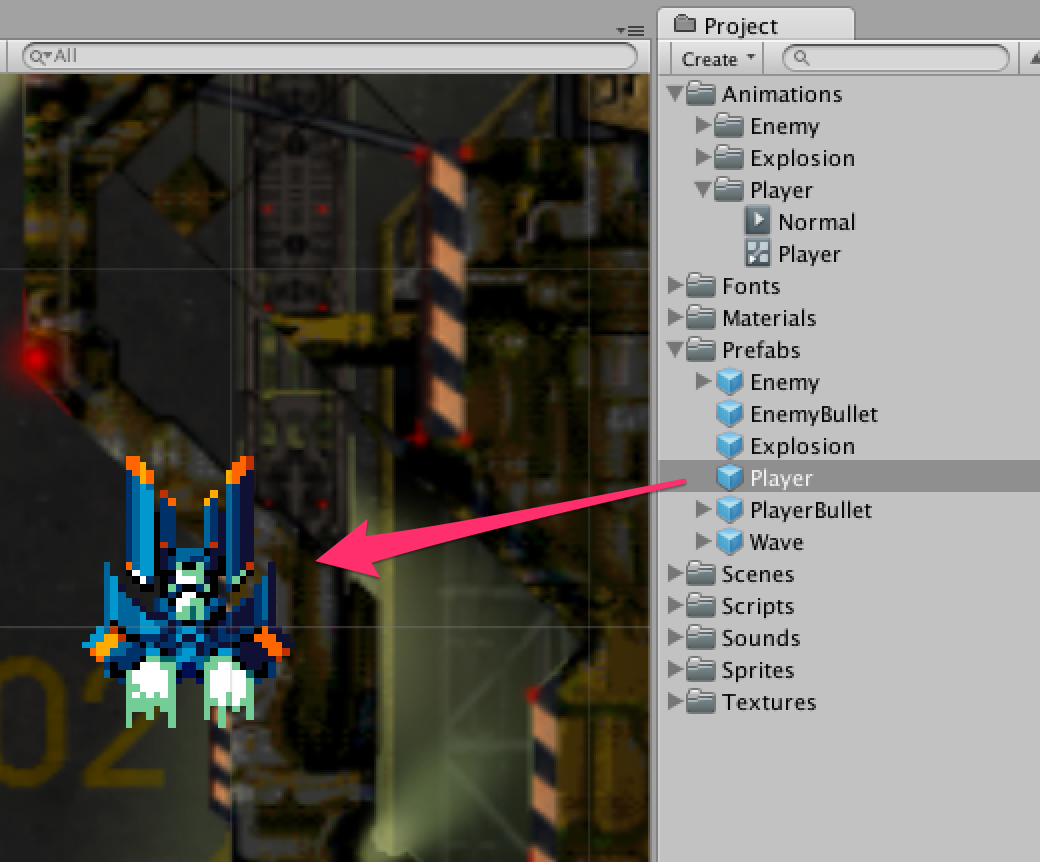 All
Project
Create
Animations
Enemy
Explosion
Player
Normal
Player
Fonts
Materials
Prefabs
Enemy
EnemyBullet
Explosion
Player
PlayerBullet
Wave
Scenes
Scripts
Sounds
Sprites
Textures
02